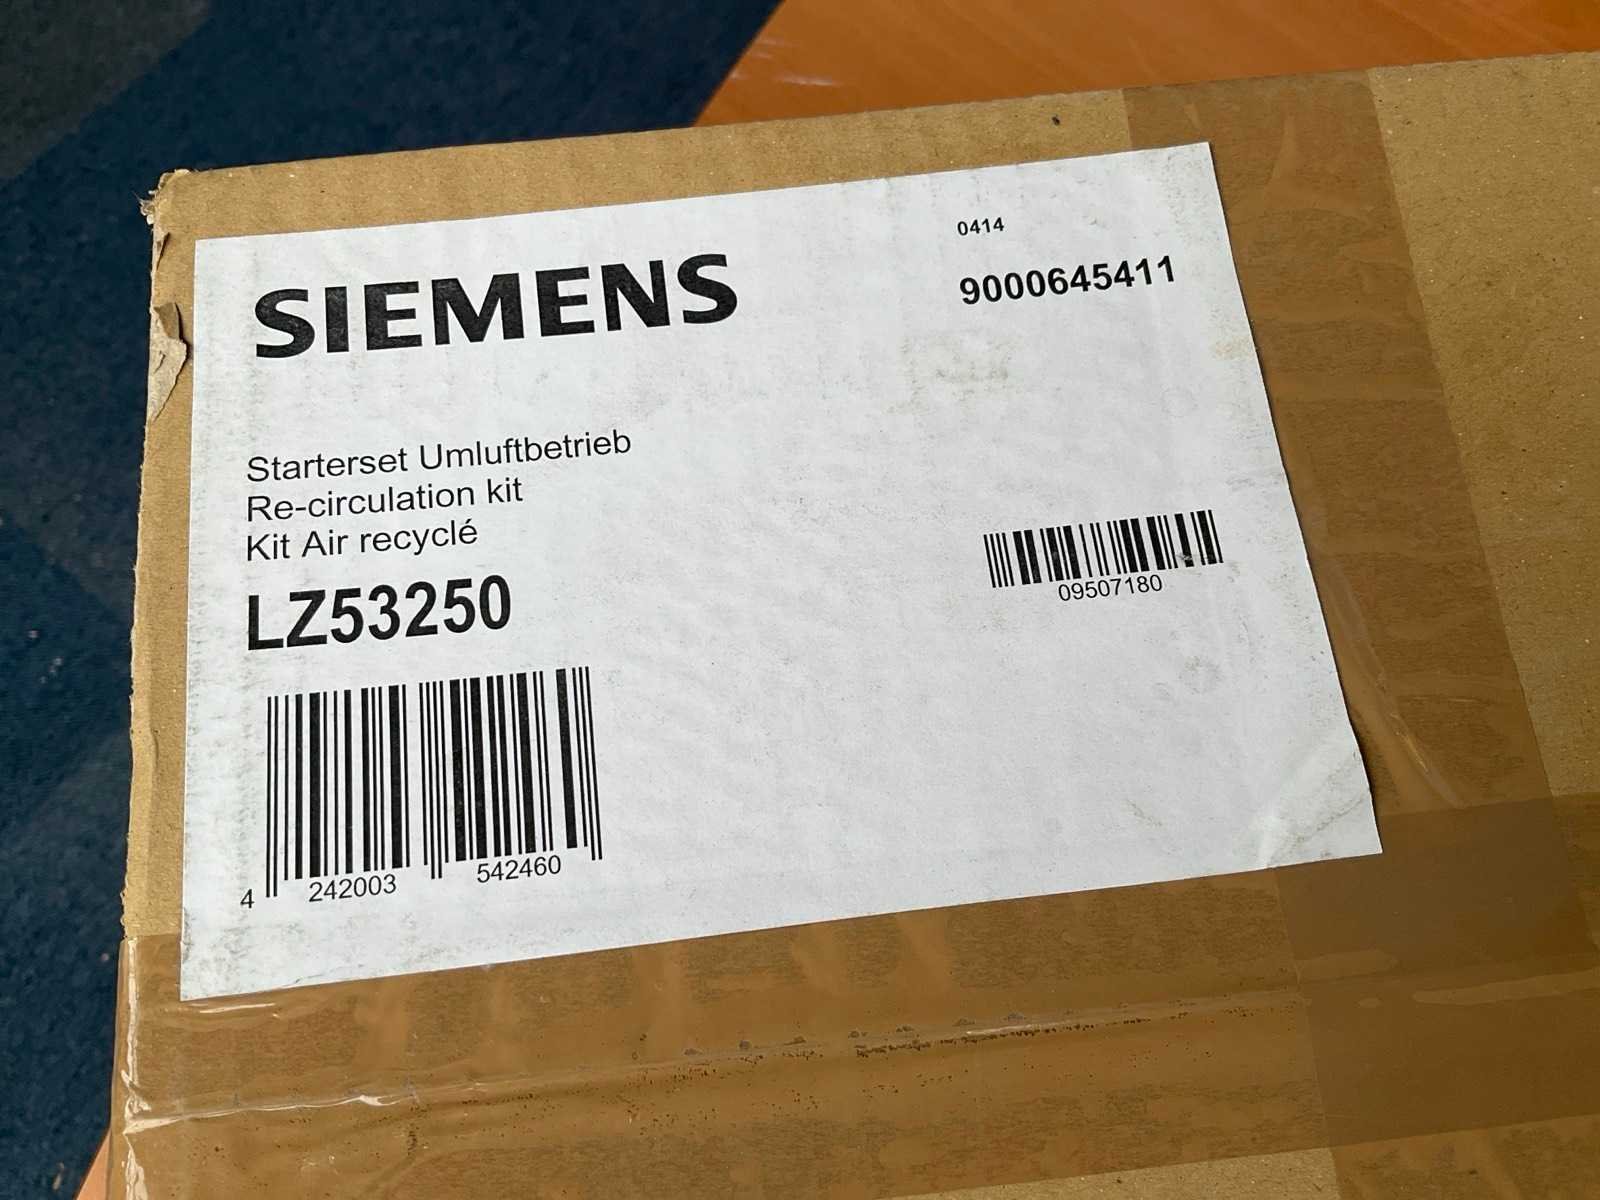 SIEMENS
0414
9000645411
Starterset Umluftbetrieb
Re-circulation kit
Kit Air recyclé
LZ53250
09507180
4 242003 542460